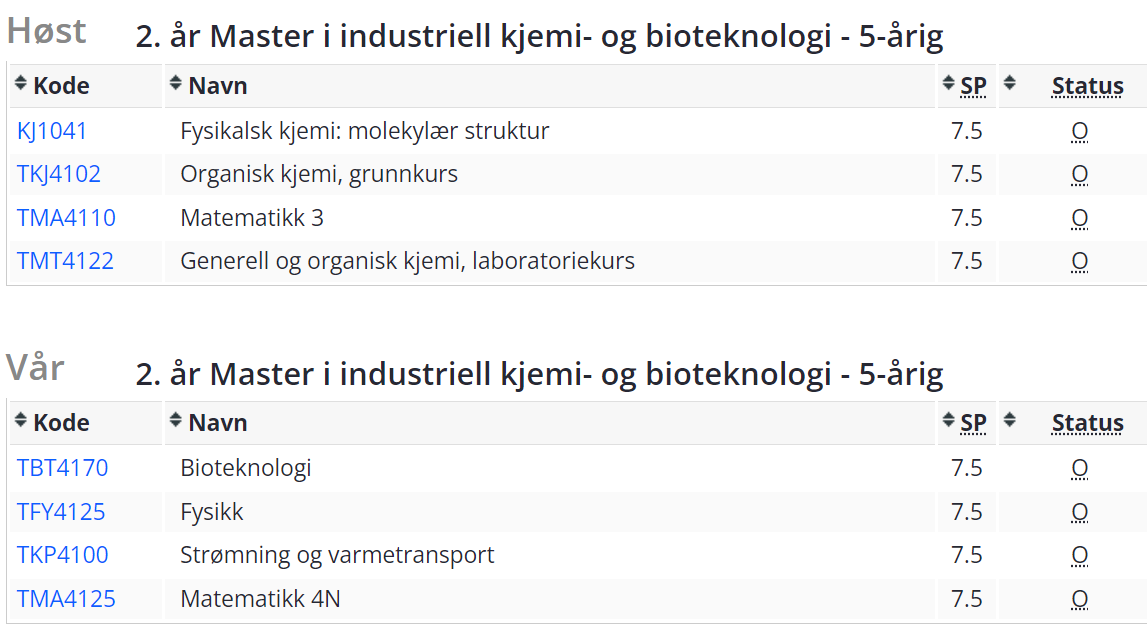 Høst 2. år Master i industriell kjemi- og bioteknologi - 5-årig
Kode Navn SP Status
KJ1041 Fysikalsk kjemi: molekylær struktur 7.5 O
TKJ4102 Organisk kjemi, grunnkurs 7.5 O
TMA4110 Matematikk 3 7.5 O
TMT4122 Generell og organisk kjemi, laboratoriekurs 7.5 O
Vår 2. år Master i industriell kjemi- og bioteknologi - 5-årig
Kode Navn SP Status
TBT4170 Bioteknologi 7.5 O
TFY4125 Fysikk 7.5 O
TKP4100 Strømning og varmetransport 7.5 O
TMA4125 Matematikk 4N 7.5 O